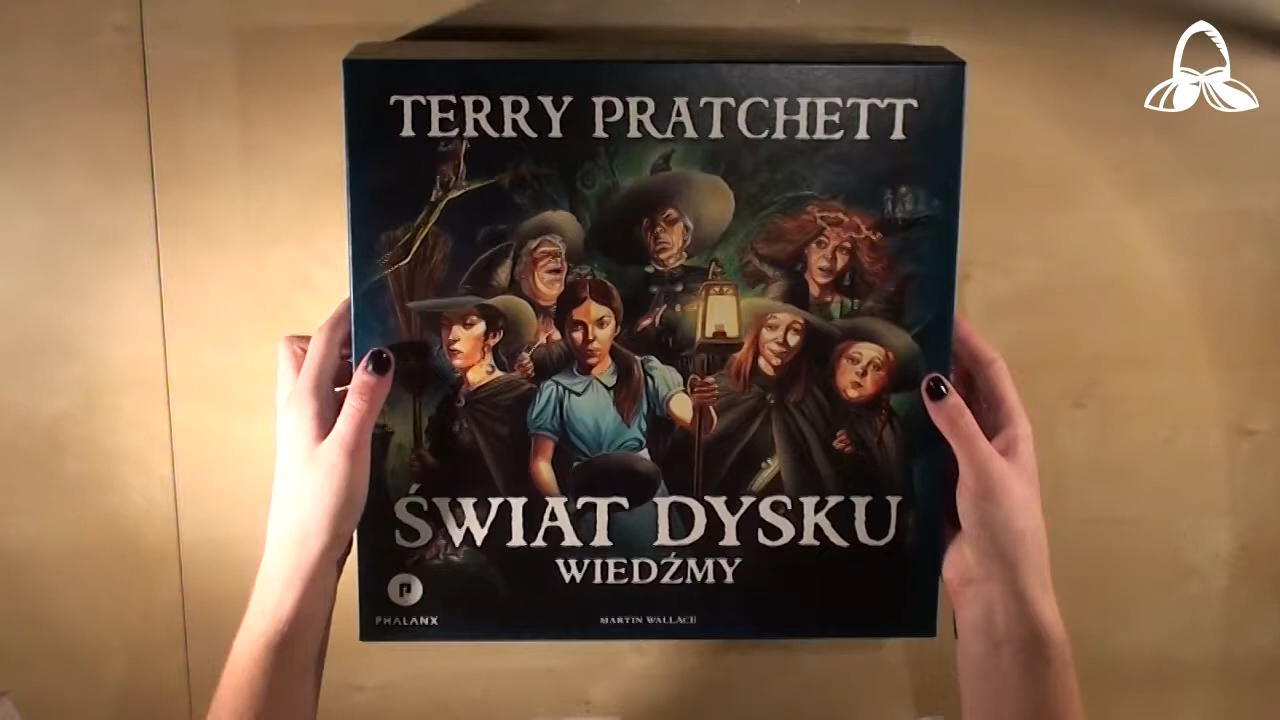 TERRY PRATCHETT
ŚWIAT DYSKU
WIEDŹMY
PHALANX
MARTIN WALLACE